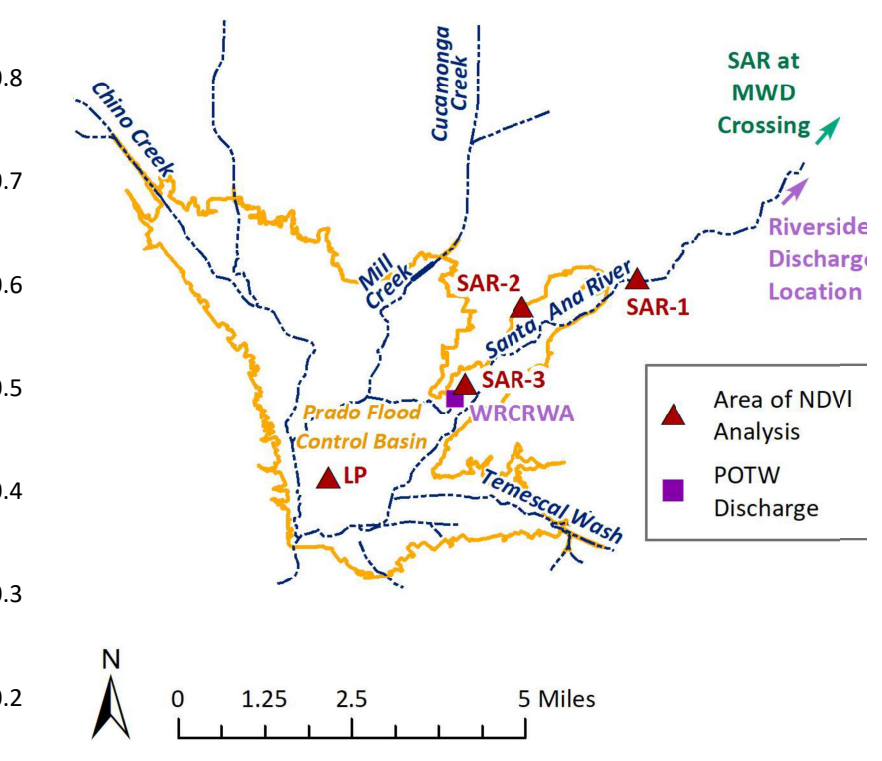 0.8
0.7
0.6
0.5
0.4
0.3
0.2
Chino Creek
Cucamonga
Creek
SAR at
MWD
Crossing
Riverside
Discharge
Location
Mill
Creek
SAR-2
Santa Ana River
SAR-1
SAR-3
WRCRWA
Prado Flood
Control Basin
LP
Temescal Wash
Area of NDVI
Analysis
POTW
Discharge
N
0 1.25 2.5 5 Miles